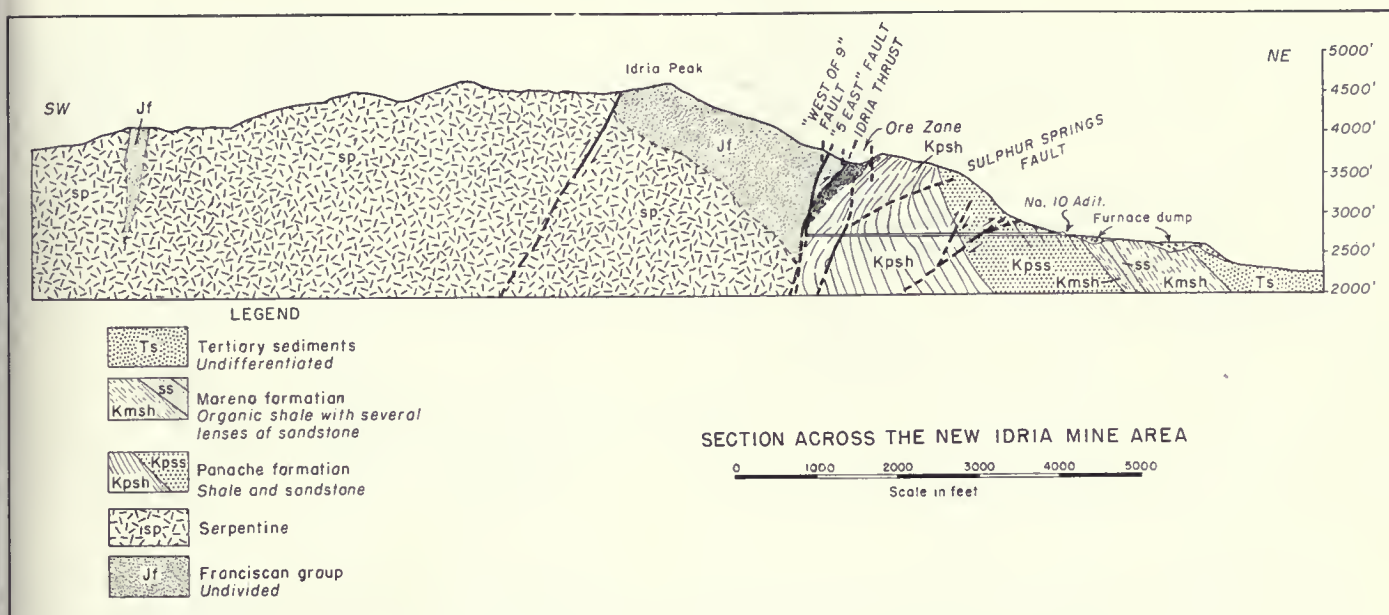 SW
NE
Jf
Idria Peak
"WEST OF 9"
FAULT
"5 EAST" FAULT
IDRIA THRUST
Ore Zane
Kpsh
SULPHUR SPRINGS
FAULT
No. 10 Adit.
Furnace dump
sp
sp
Jf
sp
Kpsh
Kpss
Kmsh
ss
Kmsh
Ts
5000'
4500'
4000'
3500'
3000'
2500'
2000'
LEGEND
Ts
Tertiary sediments
Undifferentiated
ss
Kmsh
Moreno formation
Organic shale with several
lenses of sandstone
Kpss
Kpsh
Panache formation
Shale and sandstone
sp
Serpentine
Jf
Franciscan group
Undivided
SECTION ACROSS THE NEW IDRIA MINE AREA
0 1000 2000 3000 4000 5000
Scale in feet